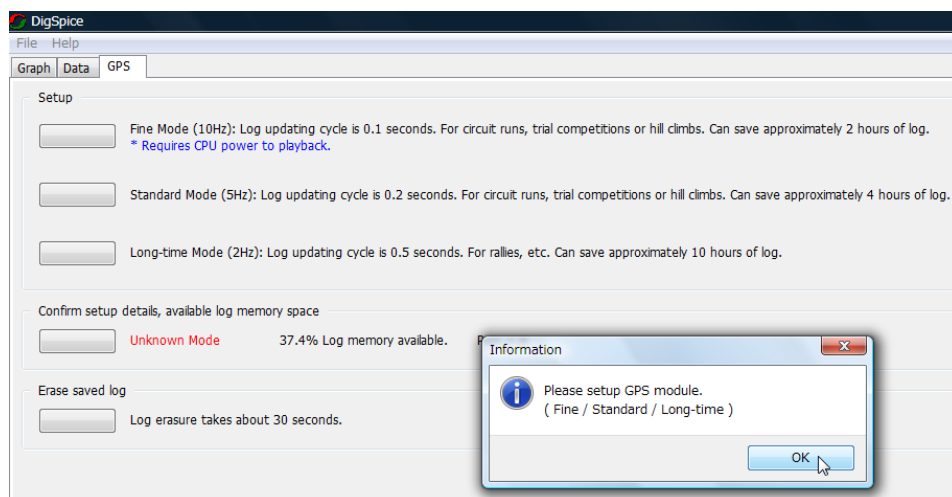 DigSpice
File Help
Graph Data GPS
Setup
Fine Mode (10Hz): Log updating cycle is 0.1 seconds. For circuit runs, trial competitions or hill climbs. Can save approximately 2 hours of log.
* Requires CPU power to playback.
Standard Mode (5Hz): Log updating cycle is 0.2 seconds. For circuit runs, trial competitions or hill climbs. Can save approximately 4 hours of log.
Long-time Mode (2Hz): Log updating cycle is 0.5 seconds. For rallies, etc. Can save approximately 10 hours of log.
Confirm setup details, available log memory space
Unknown Mode 37.4% Log memory available.
Information
Please setup GPS module.
( Fine / Standard / Long-time )
OK
Erase saved log
Log erasure takes about 30 seconds.